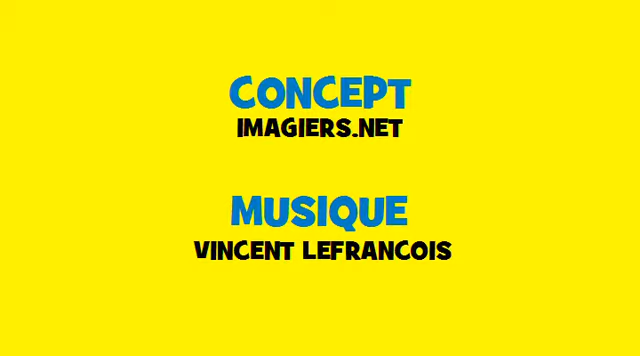 CONCEPT
IMAGIERS.NET
MUSIQUE
VINCENT LEFRANCOIS